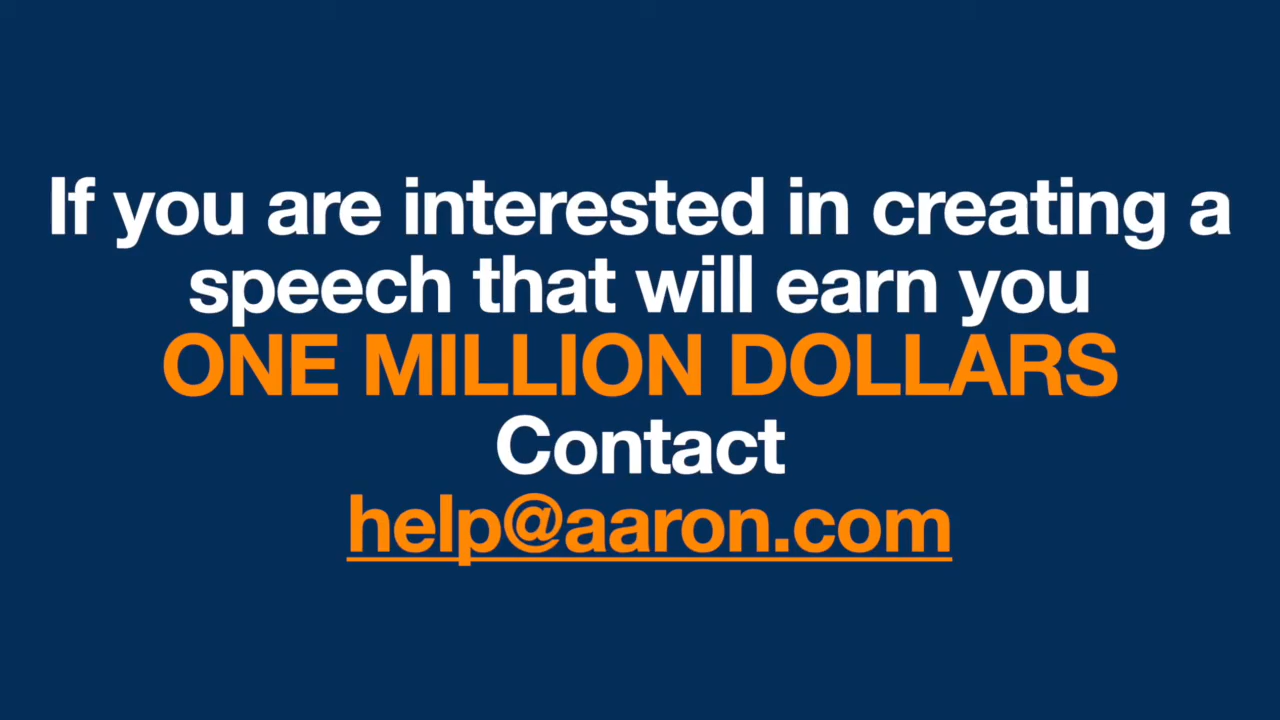 If you are interested in creating a
speech that will earn you
ONE MILLION DOLLARS
Contact
help@aaron.com